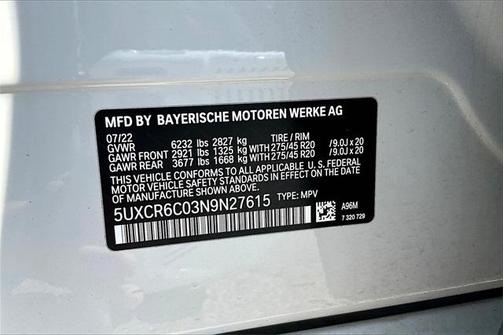 MFD BY BAYERISCHE MOTOREN WERKE AG
07/22
GVWR 6232 lbs 2827 kg TIRE / RIM
GAWR FRONT 2921 lbs 1325 kg WITH 275/45 R20 /9.0J x 20
GAWR REAR 3677 lbs 1668 kg WITH 275/45 R20 /9.0J x 20
THIS VEHICLE CONFORMS TO ALL APPLICABLE U.S. FEDERAL
MOTOR VEHICLE SAFETY STANDARDS IN EFFECT ON THE DATE
OF MANUFACTURE SHOWN ABOVE.
5UXCR6C03N9N27615 TYPE: MPV
A96M
7 320 729